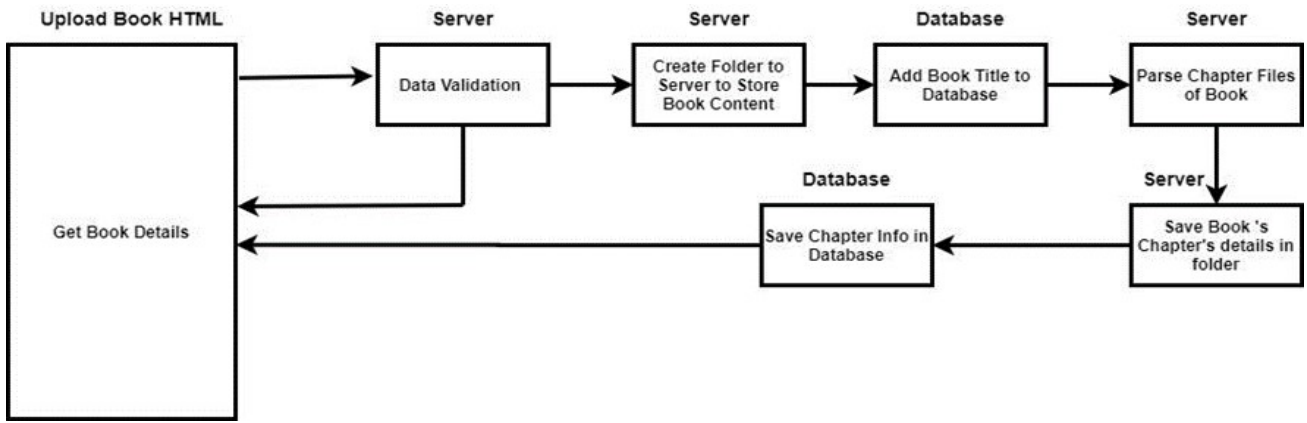 Upload Book HTML
Server
Server
Database
Server
Get Book Details
Data Validation
Create Folder to
Server to Store
Book Content
Add Book Title to
Database
Parse Chapter Files
of Book
Database
Server
Save Chapter Info in
Database
Save Book 's
Chapter's details in
folder